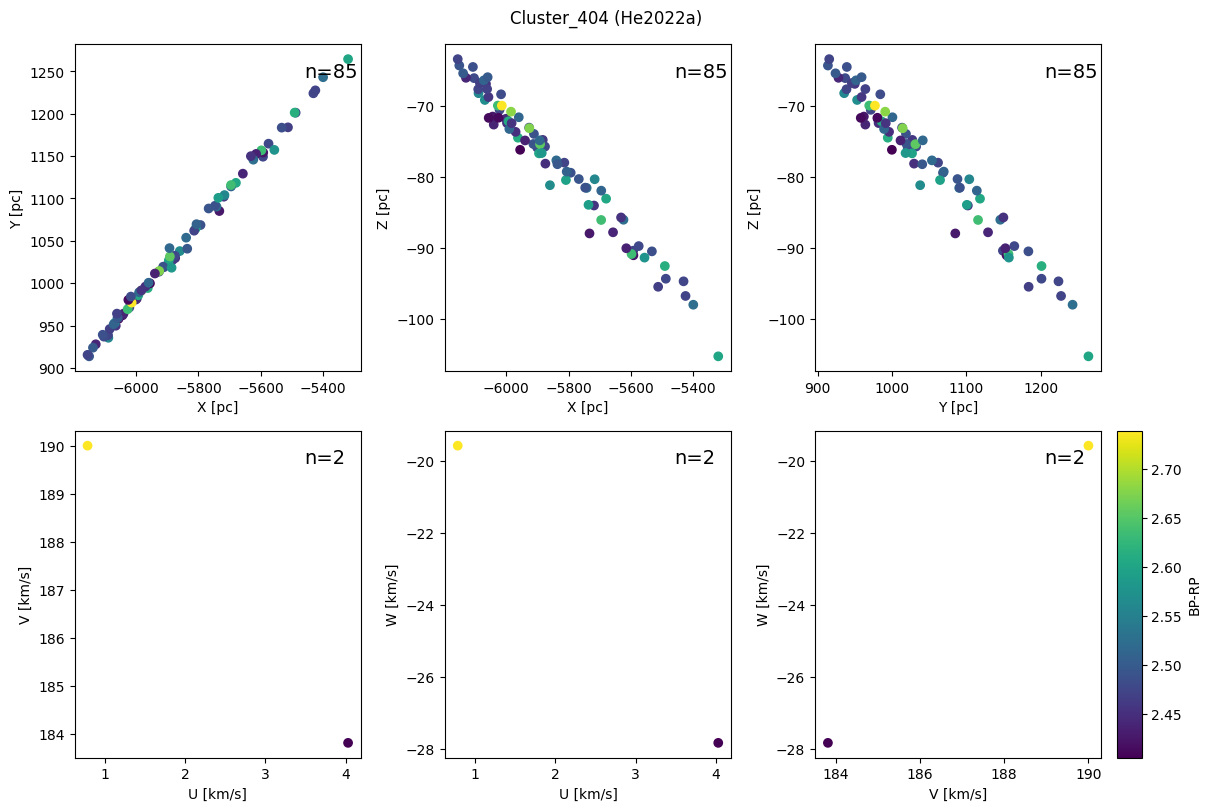 Cluster_404 (He2022a)
n=85
n=85
n=85
1250
1200
1150
1100
1050
1000
950
900
Y [pc]
−6000 −5800 −5600 −5400
X [pc]
−70
−80
−90
−100
Z [pc]
−6000 −5800 −5600 −5400
X [pc]
−70
−80
−90
−100
Z [pc]
900 1000 1100 1200
Y [pc]
n=2
n=2
n=2
190
189
188
187
186
185
184
V [km/s]
1 2 3 4
U [km/s]
−20
−22
−24
−26
−28
W [km/s]
1 2 3 4
U [km/s]
−20
−22
−24
−26
−28
W [km/s]
184 186 188 190
V [km/s]
2.70
2.65
2.60
2.55
2.50
2.45
BP-RP